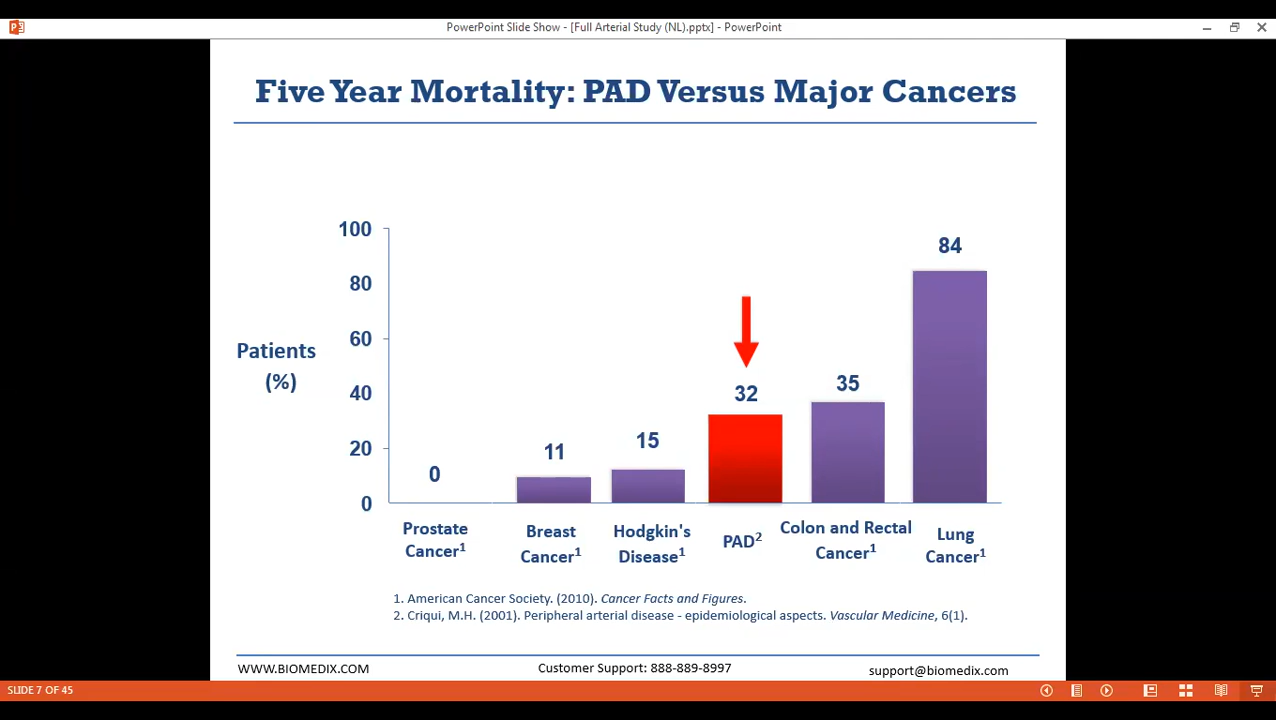 PowerPoint Slide Show - [Full Arterial Study (NL).pptx] - PowerPoint
Five Year Mortality: PAD Versus Major Cancers
100
80
60
40
20
0
Patients
(%)
0
11
15
32
35
84
Prostate
Cancer1
Breast
Cancer1
Hodgkin's
Disease1
PAD2
Colon and Rectal
Cancer1
Lung
Cancer1
1. American Cancer Society. (2010). Cancer Facts and Figures.
2. Criqui, M.H. (2001). Peripheral arterial disease - epidemiological aspects. Vascular Medicine, 6(1).
WWW.BIOMEDIX.COM
Customer Support: 888-889-8997
support@biomedix.com
SLIDE 7 OF 45